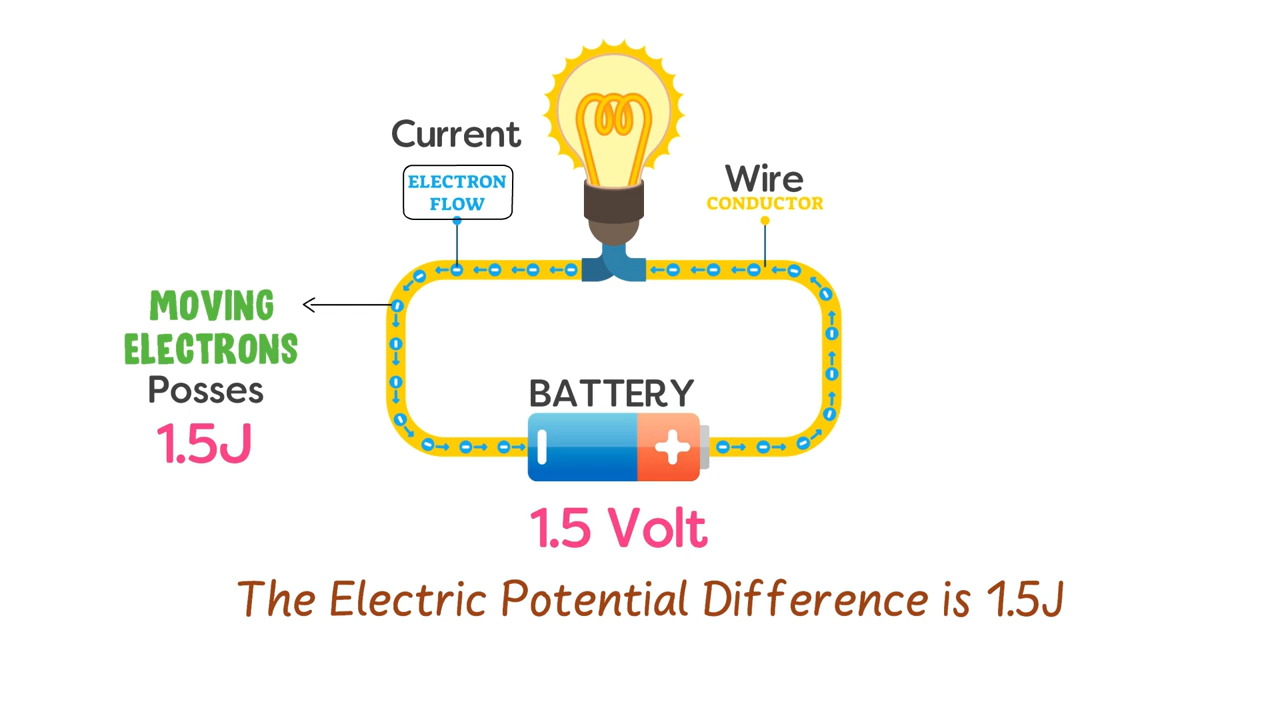 Current
ELECTRON
FLOW
Wire
CONDUCTOR
MOVING
ELECTRONS
Posses
1.5J
BATTERY
1.5 Volt
The Electric Potential Difference is 1.5J